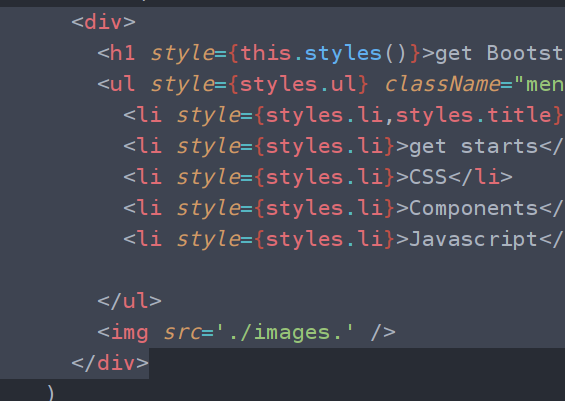 <div>
<h1 style={this.styles()}>get Bootst
<ul style={styles.ul} className="men
<li style={styles.li,styles.title}
<li style={styles.li}>get starts</
<li style={styles.li}>CSS</li>
<li style={styles.li}>Components</
<li style={styles.li}>Javascript</
</ul>
<img src='./images.' />
</div>
)